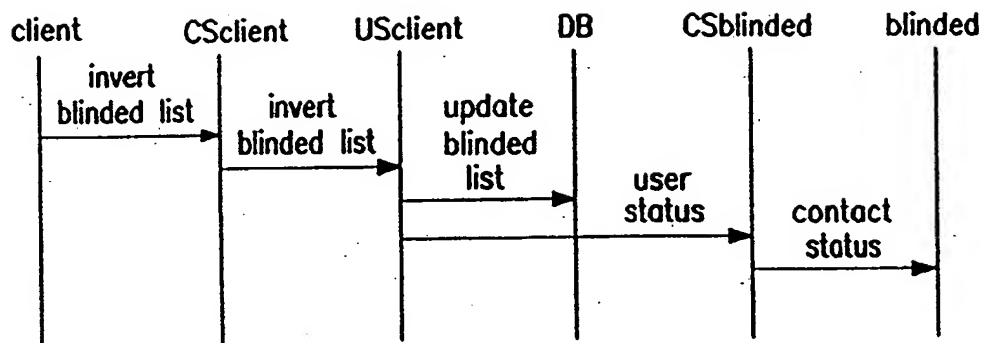 client CSclient USclient DB CSblinded blinded
invert
blinded list
invert
blinded list
update
blinded
list
user
status
contact
status